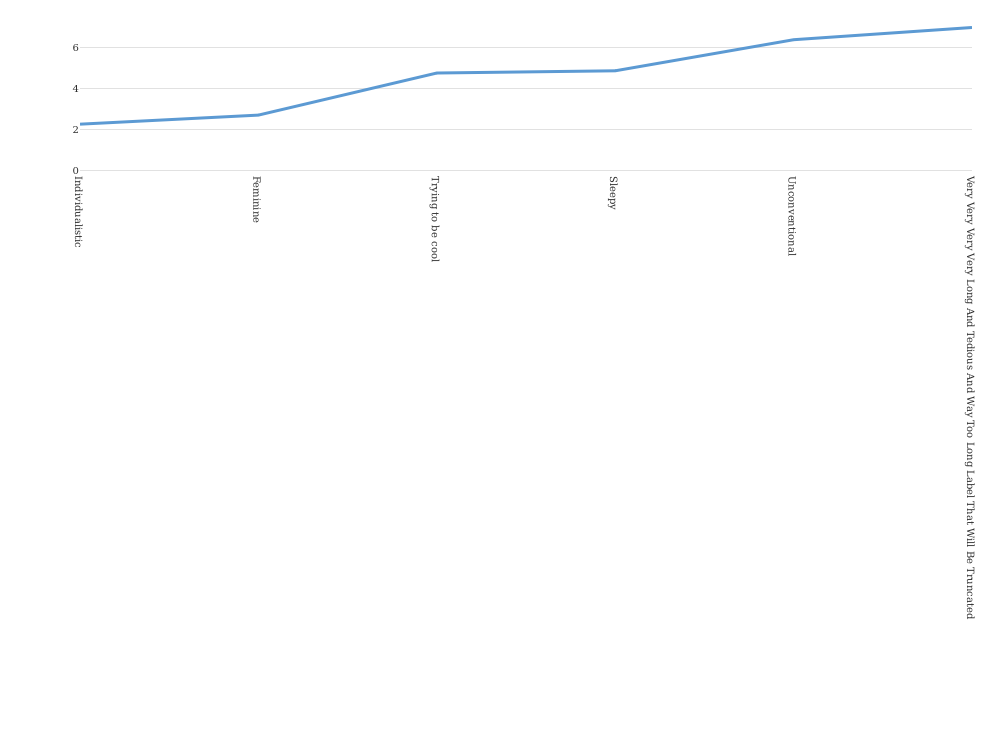 6
4
2
0
Individualistic
Feminine
Trying to be cool
Sleepy
Unconventional
Very Very Very Very Long And Tedious And Way Too Long Label That Will Be Truncated